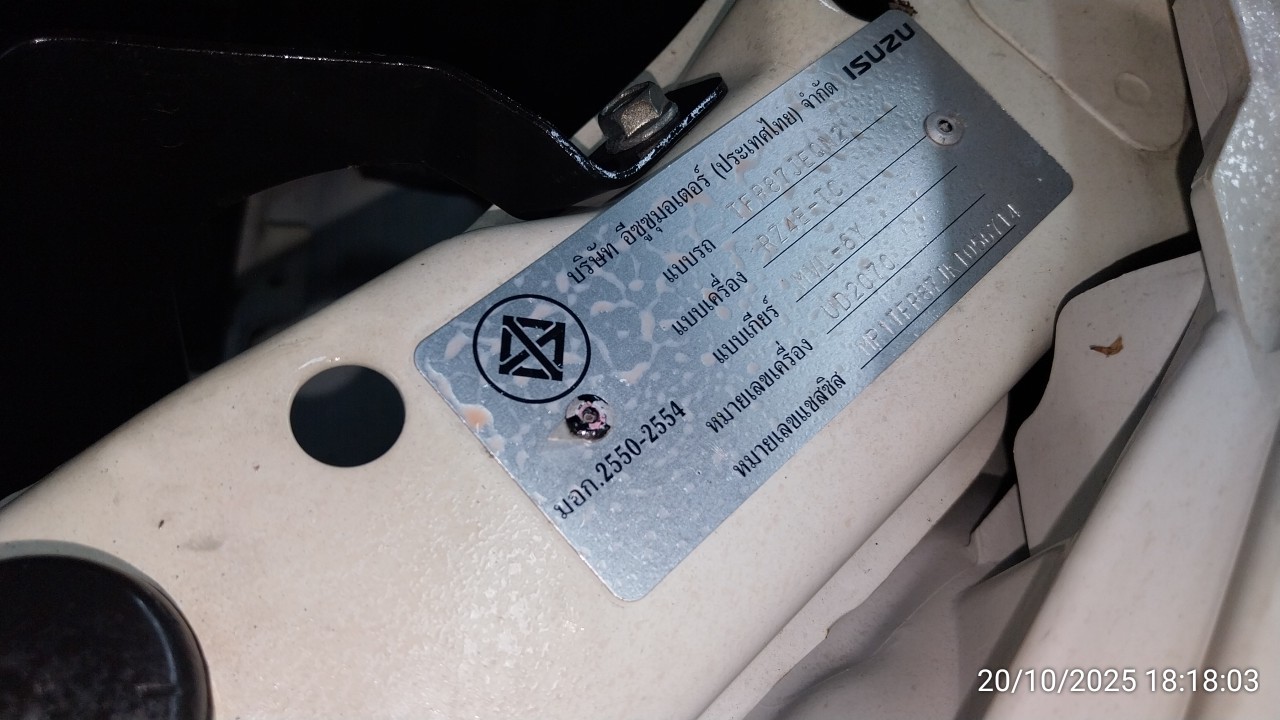 ISUZU
บริษัท อีซูซุมอเตอร์ (ประเทศไทย) จำกัด
แบบรถ
แบบเครื่อง RZ4E-TC
แบบเกียร์
หมายเลขเครื่อง
หมายเลขแชสซิส
มอก.2550-2554
20/10/2025 18:18:03